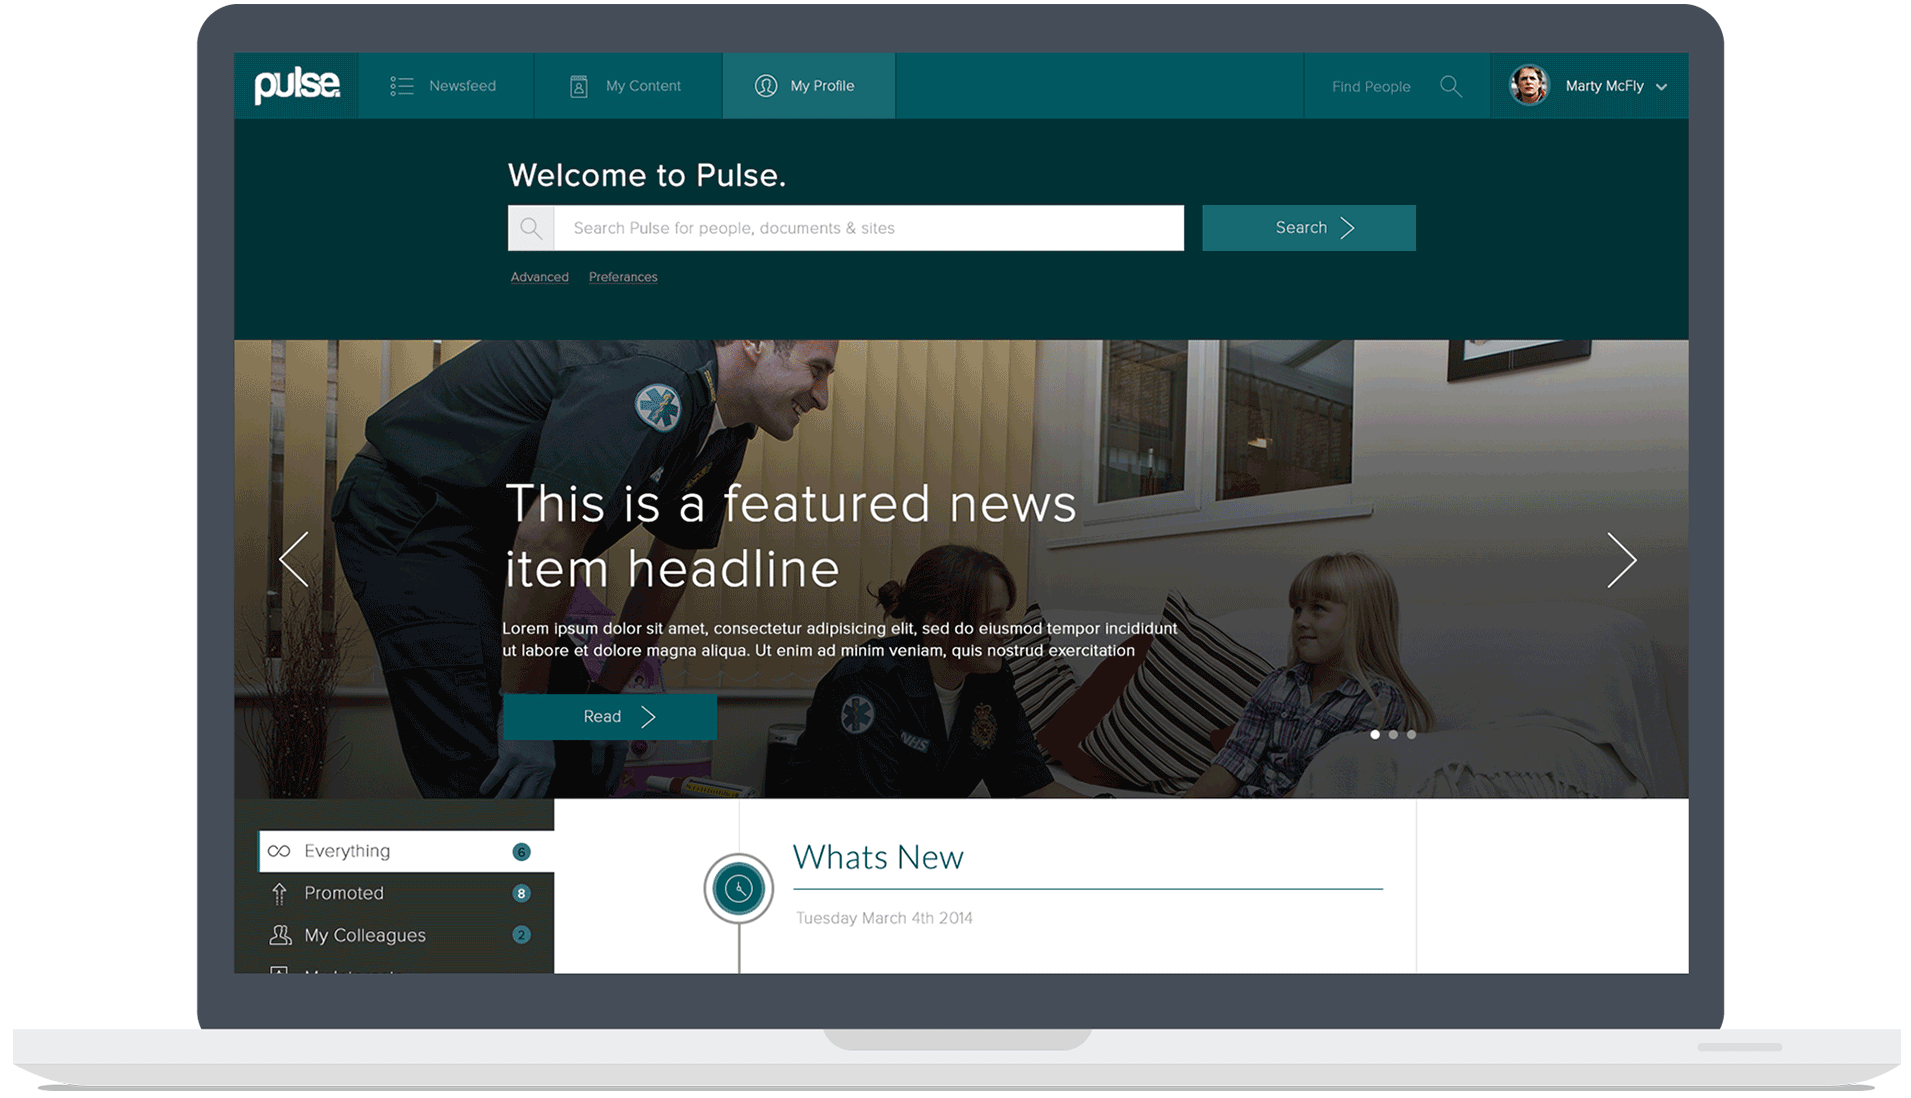 pulse.
Newsfeed
My Content
My Profile
Find People
Marty McFly
Welcome to Pulse.
Search Pulse for people, documents & sites
Search
Advanced Preferances
This is a featured news
item headline
Lorem ipsum dolor sit amet, consectetur adipisicing elit, sed do eiusmod tempor incididunt
ut labore et dolore magna aliqua. Ut enim ad minim veniam, quis nostrud exercitation
Read
NHS
Everything 6
Promoted 8
My Colleagues 2
Whats New
Tuesday March 4th 2014